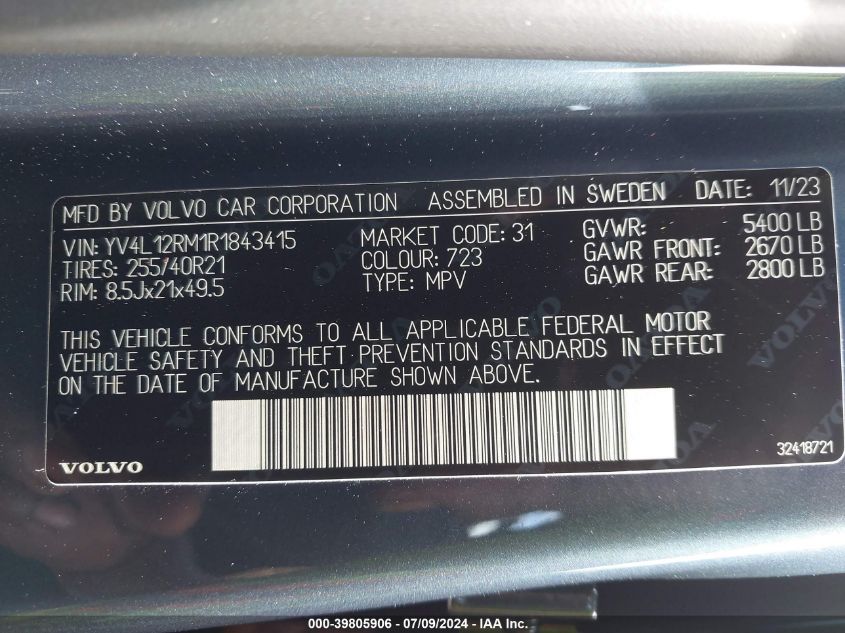 MFD BY VOLVO CAR CORPORATION ASSEMBLED IN SWEDEN DATE: 11/23
VIN: YV4L12RM1R1843415 MARKET CODE: 31 GVWR: 5400 LB
TIRES: 255/40R21 COLOUR: 723 GAWR FRONT: 2670 LB
RIM: 8.5Jx21x49.5 TYPE: MPV GAWR REAR: 2800 LB
THIS VEHICLE CONFORMS TO ALL APPLICABLE FEDERAL MOTOR
VEHICLE SAFETY AND THEFT PREVENTION STANDARDS IN EFFECT
ON THE DATE OF MANUFACTURE SHOWN ABOVE.
VOLVO 32418721
000-39805906 - 07/09/2024 - IAA Inc.